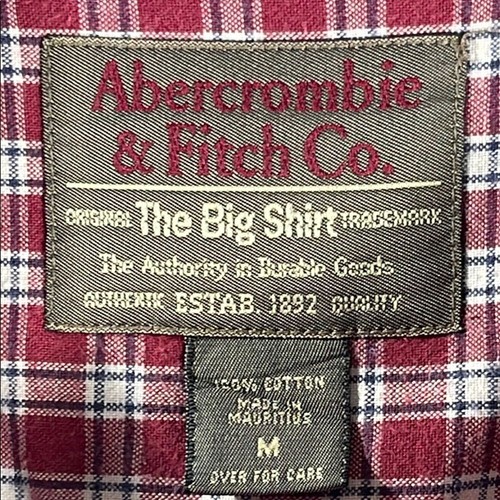 Abercrombie
& Fitch Co.
ORIGINAL The Big Shirt TRADEMARK
The Authority in Durable Goods
AUTHENTK ESTAB. 1892 QUALITY
100% COTTON
MADE IN
MAURITIUS
M
OVER FOR CARE